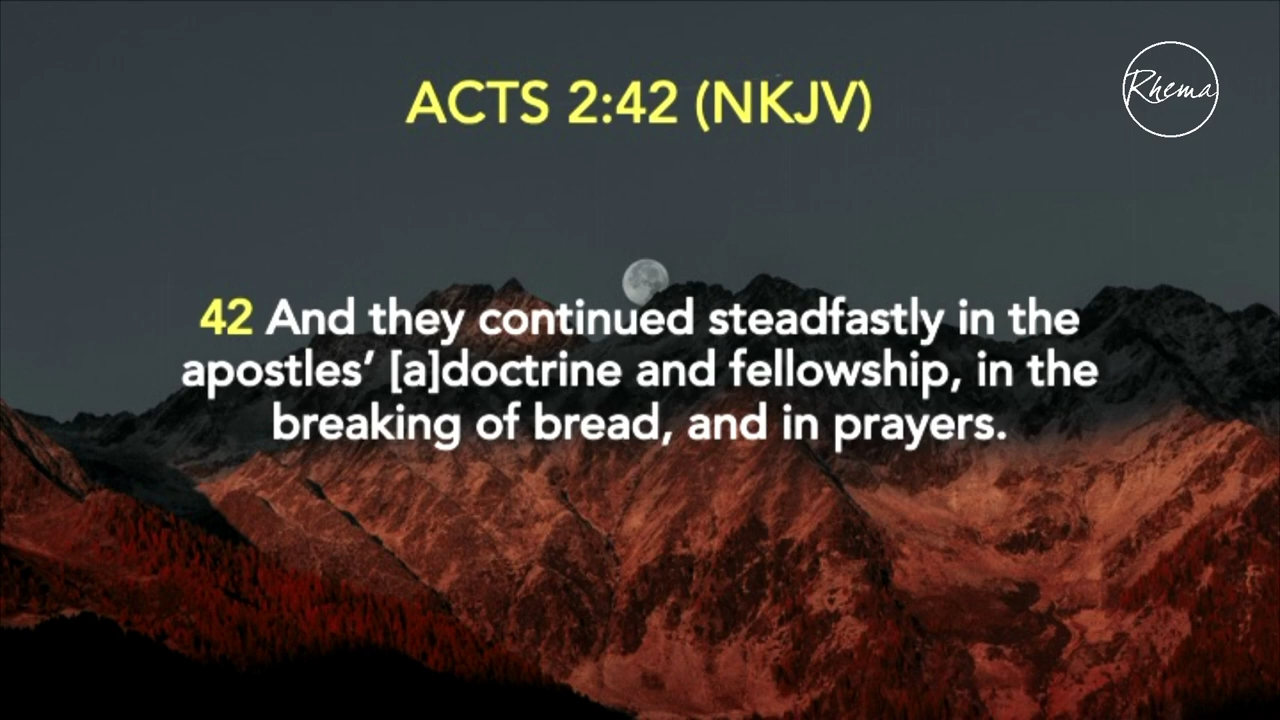 ACTS 2:42 (NKJV)
Rhema
42 And they continued steadfastly in the
apostles’ [a]doctrine and fellowship, in the
breaking of bread, and in prayers.